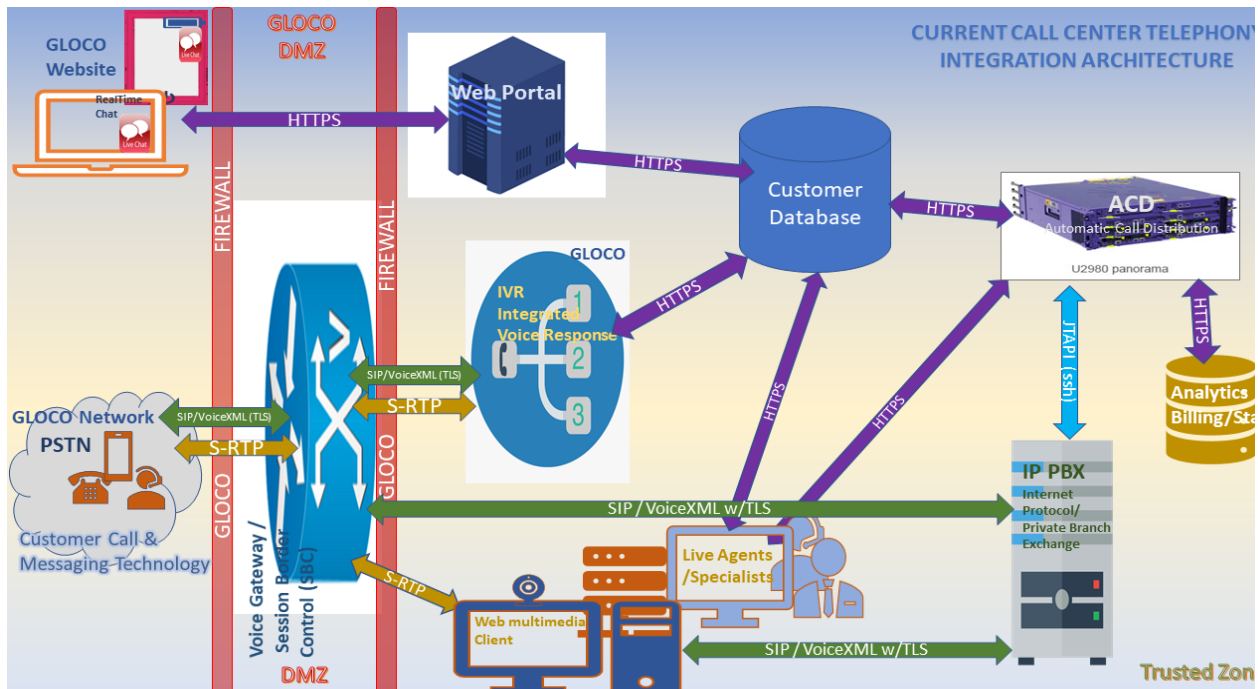 GLOCO
Website
Live Chat
RealTime
Chat
Live Chat
GLOCO
DMZ
CURRENT CALL CENTER TELEPHONY
INTEGRATION ARCHITECTURE
Web Portal
HTTPS
HTTPS
Customer
Database
HTTPS
ACD
Automatic Call Distribution
U2980 panorama
FIREWALL
FIREWALL
GLOCO
IVR
Integrated
Voice Response
1
2
3
HTTPS
HTTPS
HTTPS
JTAPI (ssh)
HTTPS
Analytics
Billing/Sta
SIP/VoiceXML (TLS)
S-RTP
GLOCO Network
PSTN
SIP/VoiceXML (TLS)
S-RTP
Customer Call &
Messaging Technology
GLOCO
GLOCO
Voice Gateway /
Session Border
Control (SBC)
SIP / VoiceXML w/TLS
IP PBX
Internet
Protocol/
Private Branch
Exchange
Live Agents
/Specialists
S-RTP
Web multimedia
Client
SIP / VoiceXML w/TLS
DMZ
Trusted Zon